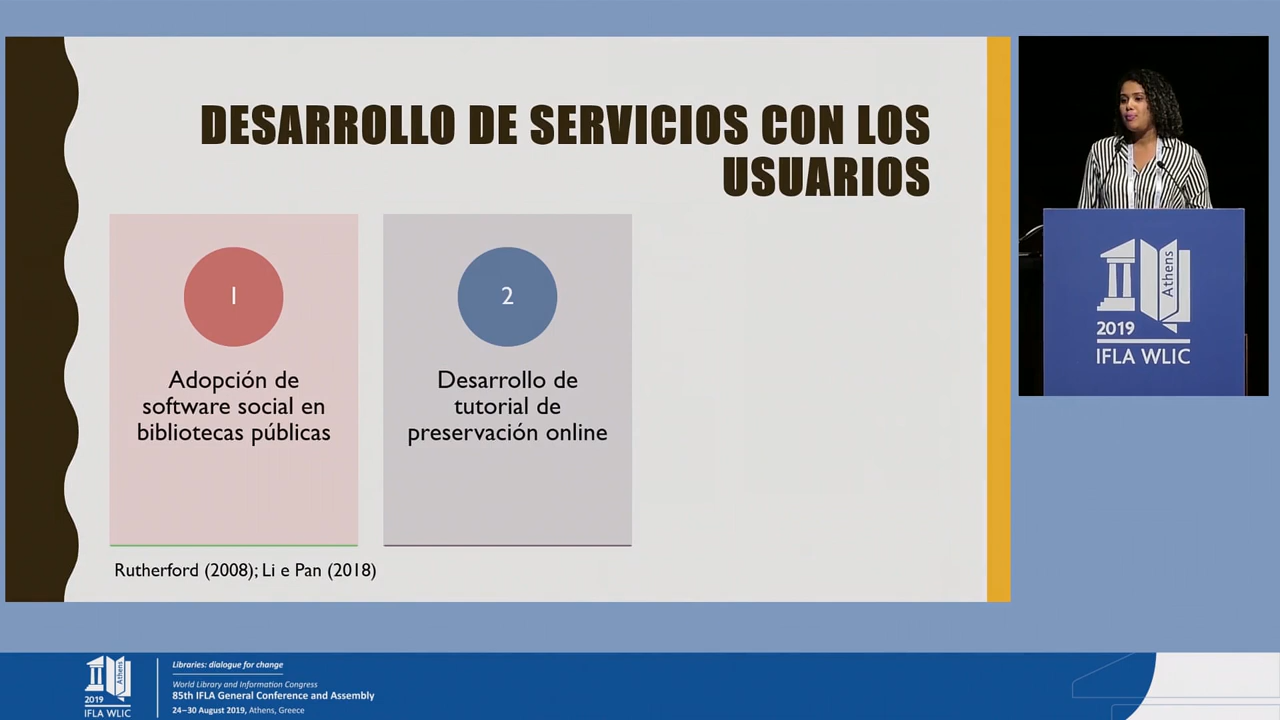 DESARROLLO DE SERVICIOS CON LOS
USUARIOS
1
Adopción de
software social en
bibliotecas públicas
2
Desarrollo de
tutorial de
preservación online
Rutherford (2008); Li e Pan (2018)
Athens
2019
IFLA WLIC
Athens
2019
IFLA WLIC
Libraries: dialogue for change
World Library and Information Congress
85th IFLA General Conference and Assembly
24–30 August 2019, Athens, Greece